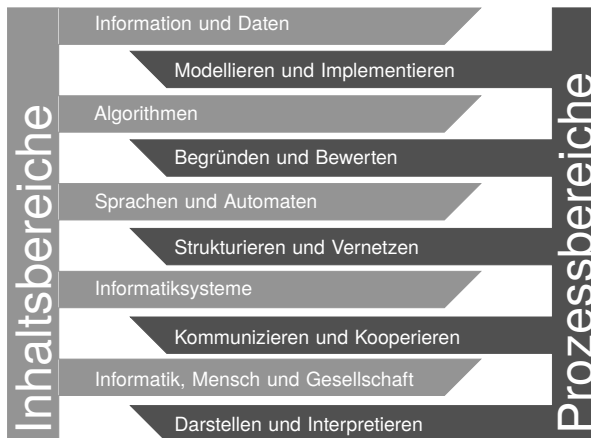 Inhaltsbereiche
Information und Daten
Modellieren und Implementieren
Algorithmen
Begründen und Bewerten
Sprachen und Automaten
Strukturieren und Vernetzen
Informatiksysteme
Kommunizieren und Kooperieren
Informatik, Mensch und Gesellschaft
Darstellen und Interpretieren
Prozessbereiche